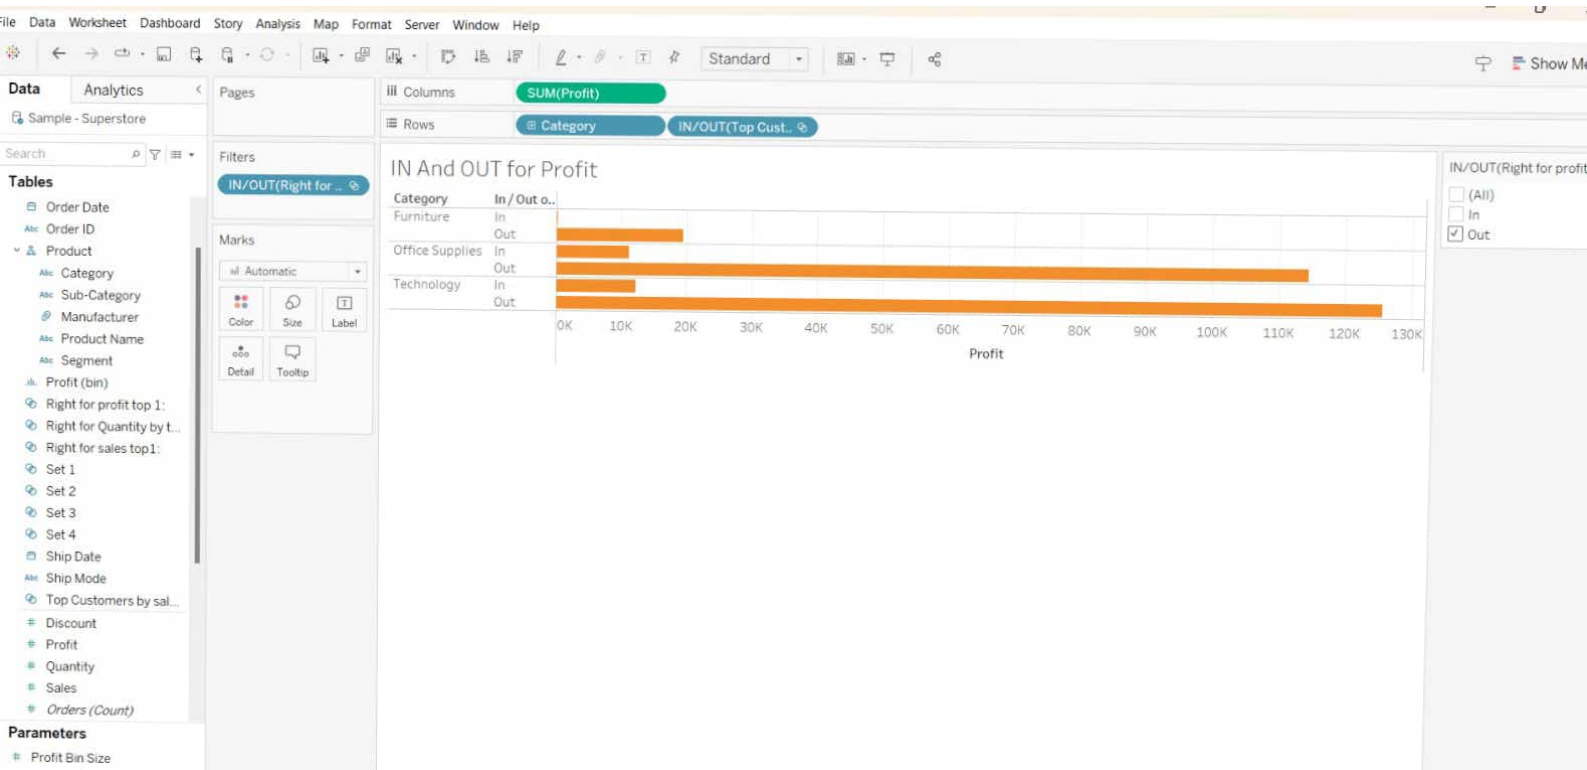 File Data Worksheet Dashboard Story Analysis Map Format Server Window Help
Standard
Show Me
Data Analytics
Sample - Superstore
Search
Tables
Order Date
Abc Order ID
Product
Abc Category
Abc Sub-Category
Manufacturer
Abc Product Name
Abc Segment
Profit (bin)
Right for profit top 1:
Right for Quantity by t...
Right for sales top1:
Set 1
Set 2
Set 3
Set 4
Ship Date
Abc Ship Mode
Top Customers by sal...
# Discount
# Profit
# Quantity
# Sales
# Orders (Count)
Parameters
# Profit Bin Size
Pages
Filters
IN/OUT(Right for ..
Marks
Automatic
Color Size Label
Detail Tooltip
Columns SUM(Profit)
Rows Category IN/OUT(Top Cust..
IN And OUT for Profit
Category In / Out o..
Furniture In
Out
Office Supplies In
Out
Technology In
Out
0K 10K 20K 30K 40K 50K 60K 70K 80K 90K 100K 110K 120K 130K
Profit
IN/OUT(Right for profit
(All)
In
Out